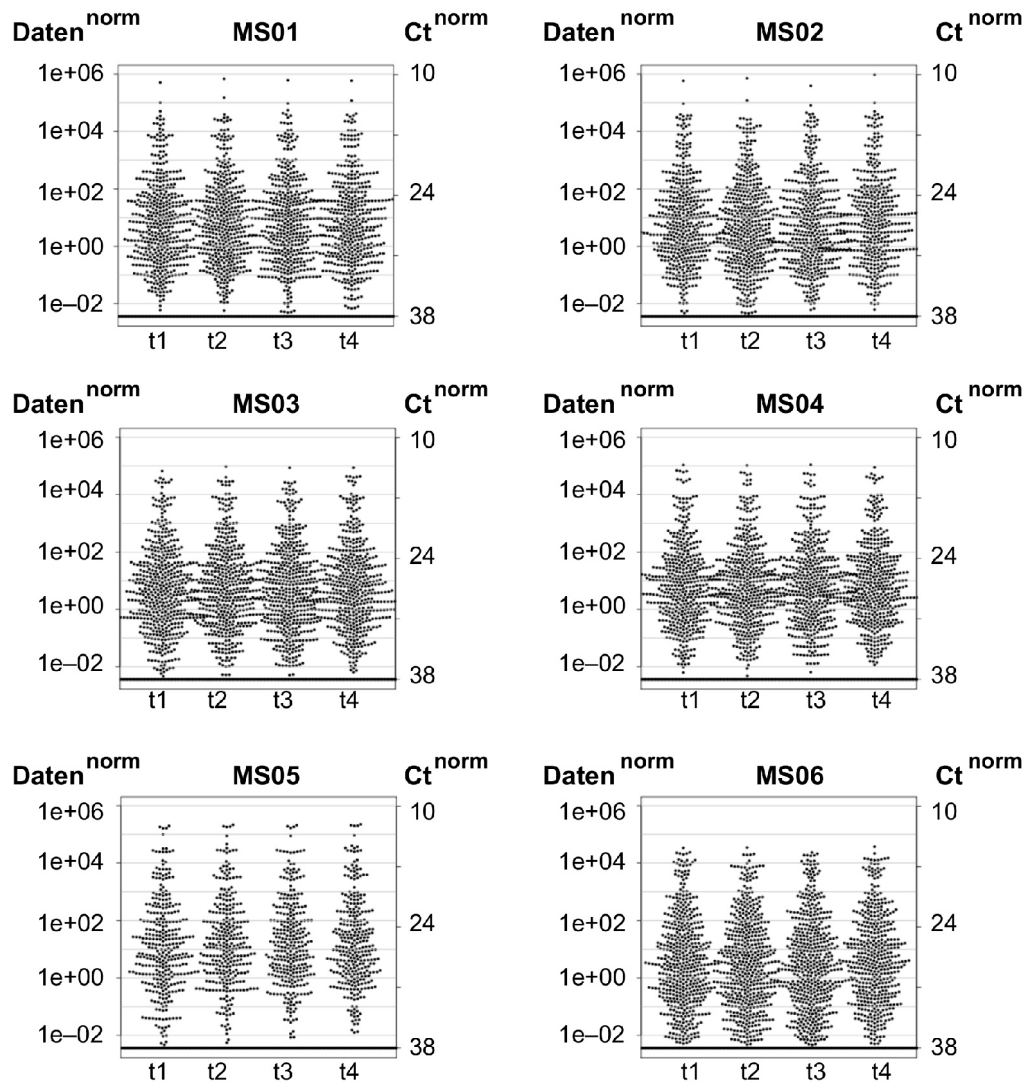 Daten^norm MS01 Ct^norm
1e+06 10
1e+04
1e+02 24
1e+00
1e–02 38
t1 t2 t3 t4
Daten^norm MS02 Ct^norm
1e+06 10
1e+04
1e+02 24
1e+00
1e–02 38
t1 t2 t3 t4
Daten^norm MS03 Ct^norm
1e+06 10
1e+04
1e+02 24
1e+00
1e–02 38
t1 t2 t3 t4
Daten^norm MS04 Ct^norm
1e+06 10
1e+04
1e+02 24
1e+00
1e–02 38
t1 t2 t3 t4
Daten^norm MS05 Ct^norm
1e+06 10
1e+04
1e+02 24
1e+00
1e–02 38
t1 t2 t3 t4
Daten^norm MS06 Ct^norm
1e+06 10
1e+04
1e+02 24
1e+00
1e–02 38
t1 t2 t3 t4